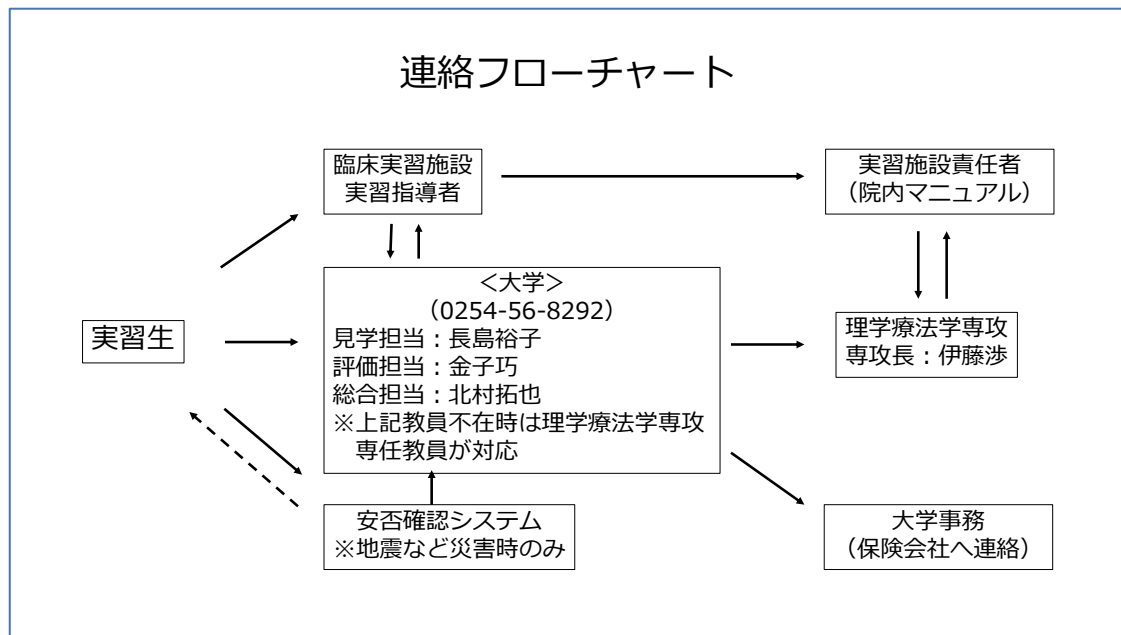 連絡フローチャート
臨床実習施設
実習指導者
実習施設責任者
（院内マニュアル）
実習生
＜大学＞
（0254-56-8292）
見学担当：長島裕子
評価担当：金子巧
総合担当：北村拓也
※上記教員不在時は理学療法学専攻
専任教員が対応
理学療法学専攻
専攻長：伊藤渉
安否確認システム
※地震など災害時のみ
大学事務
（保険会社へ連絡）